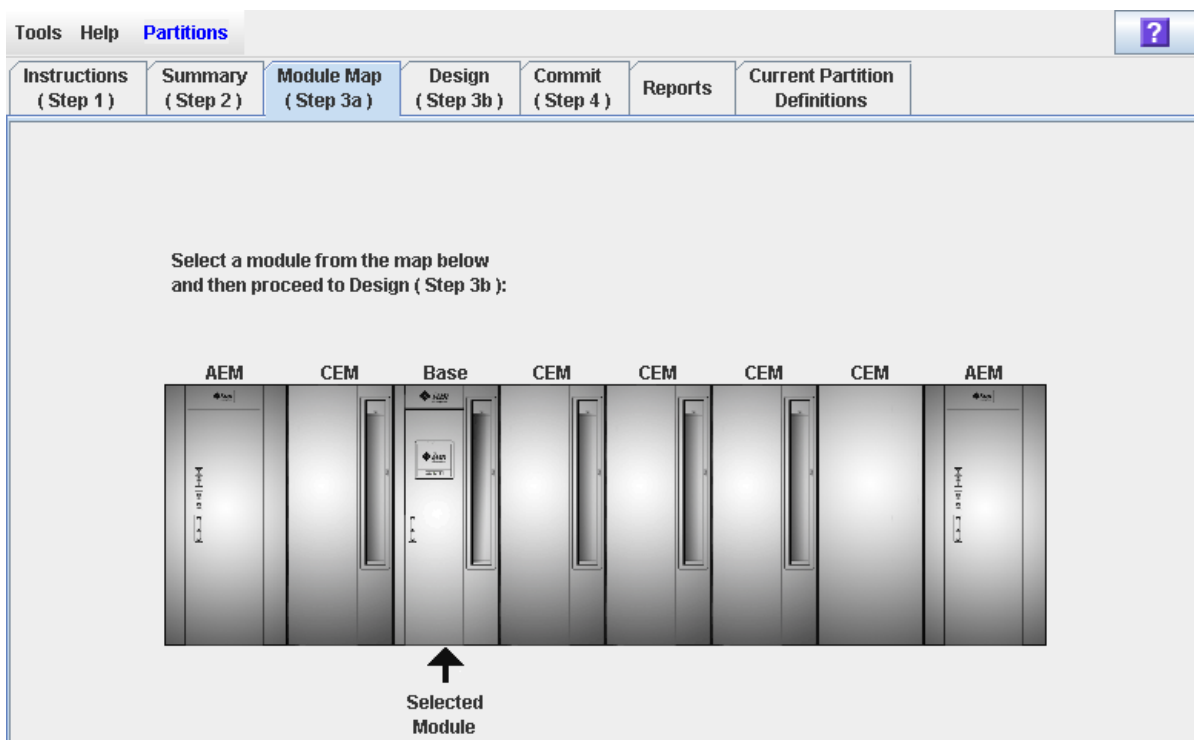 Tools Help Partitions ?
Instructions Summary Module Map Design Commit Reports Current Partition
( Step 1 ) ( Step 2 ) ( Step 3a ) ( Step 3b ) ( Step 4 ) Definitions
Select a module from the map below
and then proceed to Design ( Step 3b ):
AEM CEM Base CEM CEM CEM CEM AEM
Selected
Module